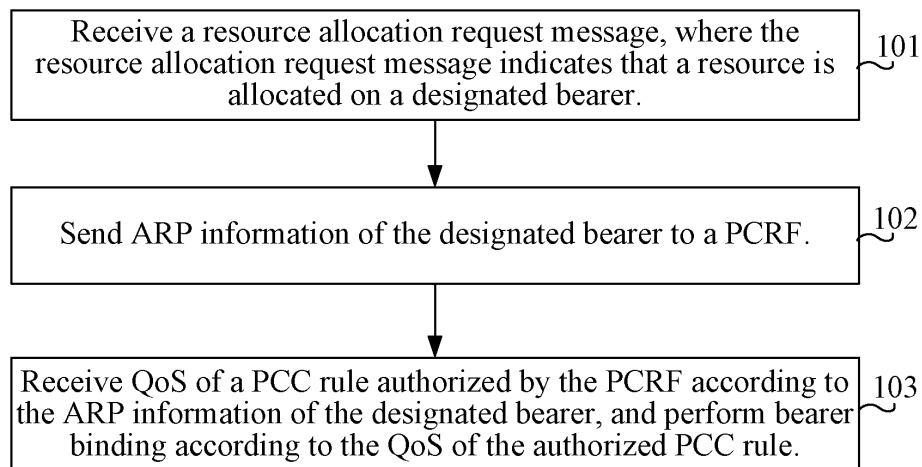 Receive a resource allocation request message, where the
resource allocation request message indicates that a resource is
allocated on a designated bearer.
101
Send ARP information of the designated bearer to a PCRF.
102
Receive QoS of a PCC rule authorized by the PCRF according to
the ARP information of the designated bearer, and perform bearer
binding according to the QoS of the authorized PCC rule.
103